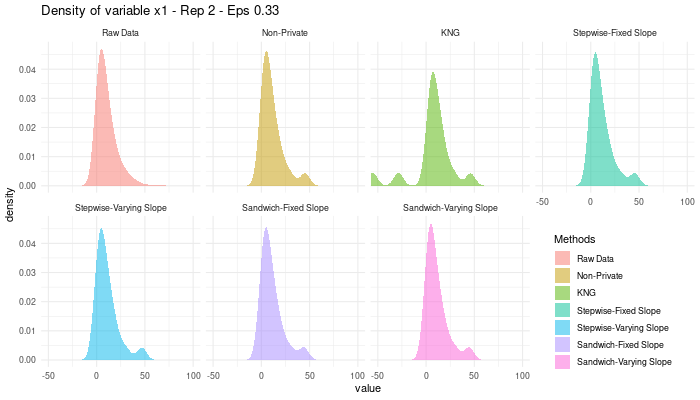 Density of variable x1 - Rep 2 - Eps 0.33
Raw Data
Non-Private
KNG
Stepwise-Fixed Slope
0.04
0.03
0.02
0.01
0.00
-50 0 50 100
density
Stepwise-Varying Slope
Sandwich-Fixed Slope
Sandwich-Varying Slope
0.04
0.03
0.02
0.01
0.00
-50 0 50 100
-50 0 50 100
-50 0 50 100
value
Methods
Raw Data
Non-Private
KNG
Stepwise-Fixed Slope
Stepwise-Varying Slope
Sandwich-Fixed Slope
Sandwich-Varying Slope